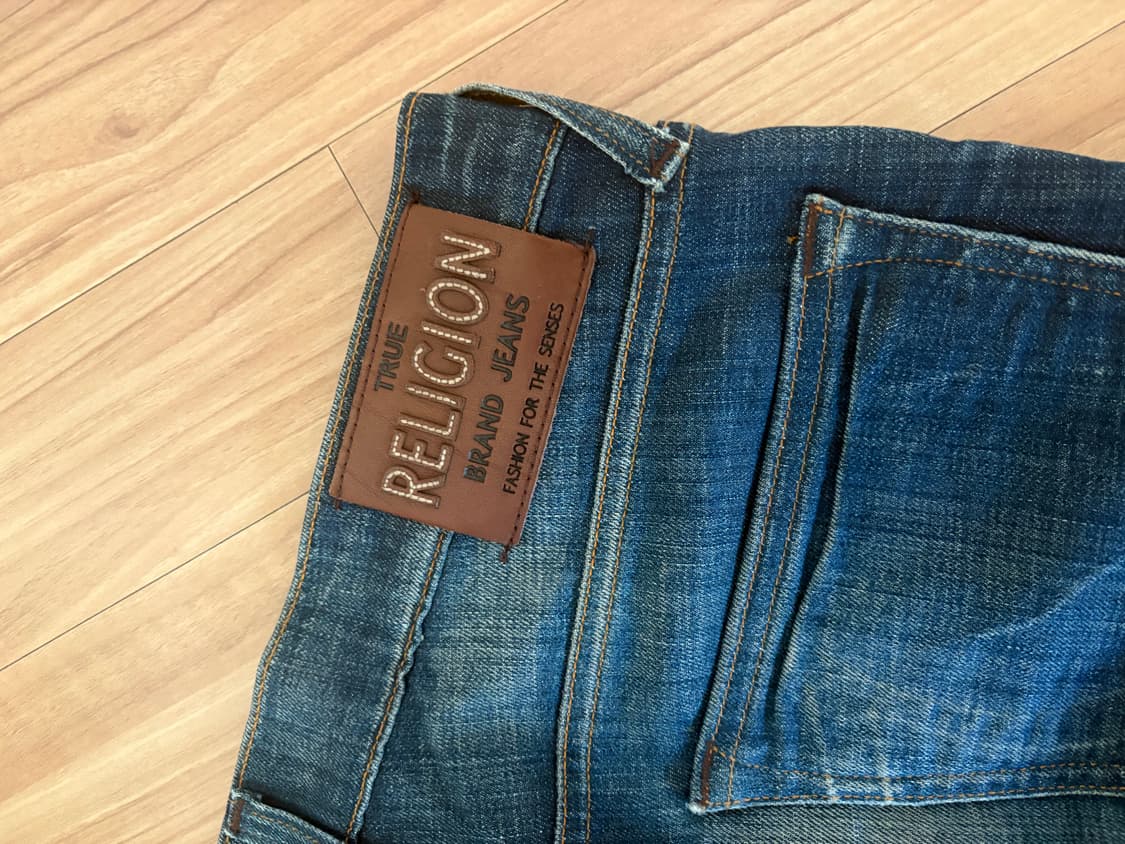 TRUE
RELIGION
BRAND JEANS
FASHION FOR THE SENSES